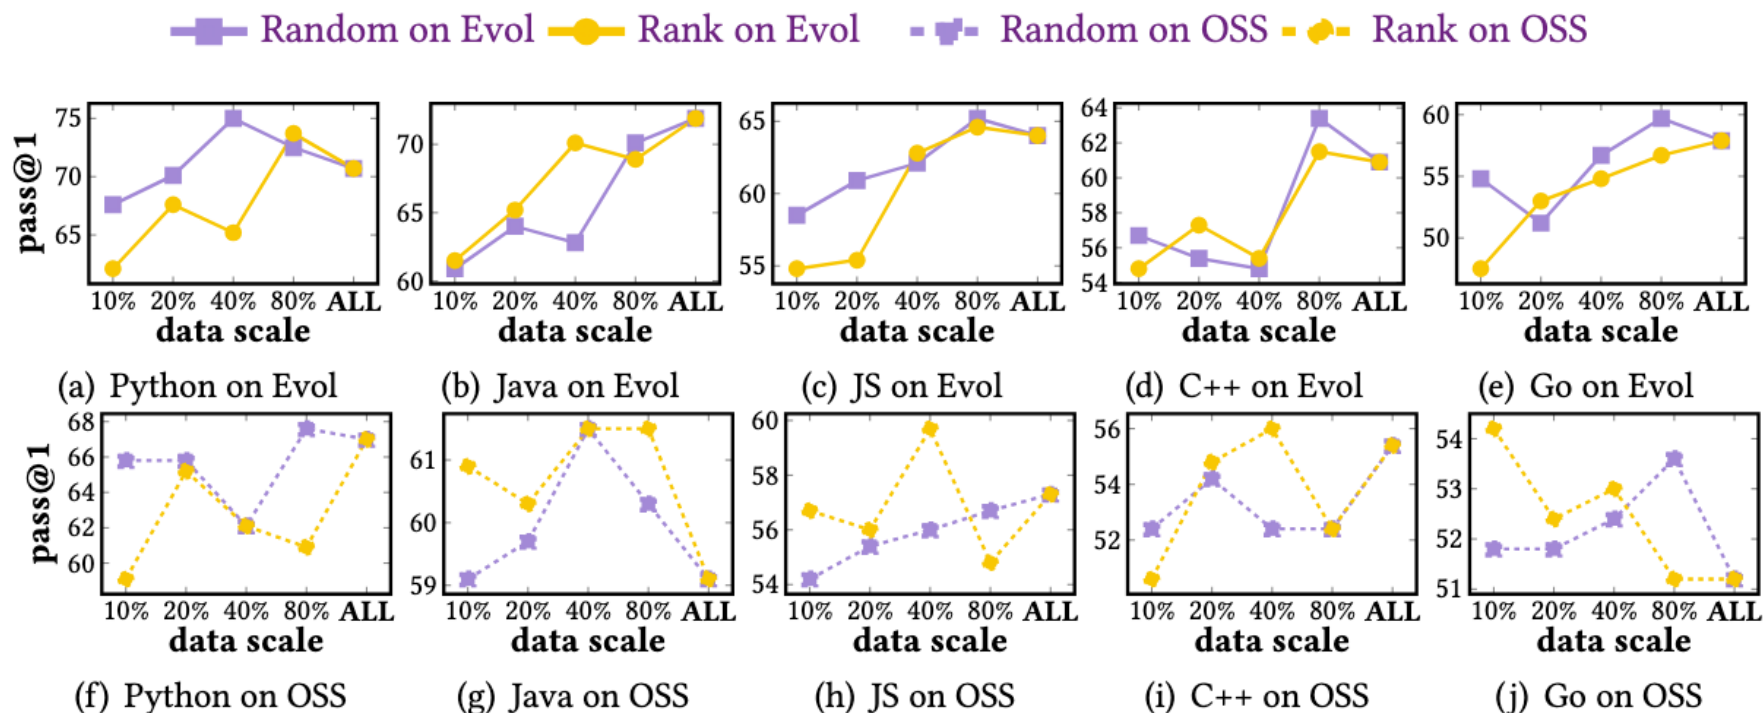 Random on Evol Rank on Evol Random on OSS Rank on OSS
pass@1
75
70
65
10% 20% 40% 80% ALL
data scale
(a) Python on Evol
70
65
60
10% 20% 40% 80% ALL
data scale
(b) Java on Evol
65
60
55
10% 20% 40% 80% ALL
data scale
(c) JS on Evol
64
62
60
58
56
54
10% 20% 40% 80% ALL
data scale
(d) C++ on Evol
60
55
50
10% 20% 40% 80% ALL
data scale
(e) Go on Evol
pass@1
68
66
64
62
60
10% 20% 40% 80% ALL
data scale
(f) Python on OSS
61
60
59
10% 20% 40% 80% ALL
data scale
(g) Java on OSS
60
58
56
54
10% 20% 40% 80% ALL
data scale
(h) JS on OSS
56
54
52
10% 20% 40% 80% ALL
data scale
(i) C++ on OSS
54
53
52
51
10% 20% 40% 80% ALL
data scale
(j) Go on OSS